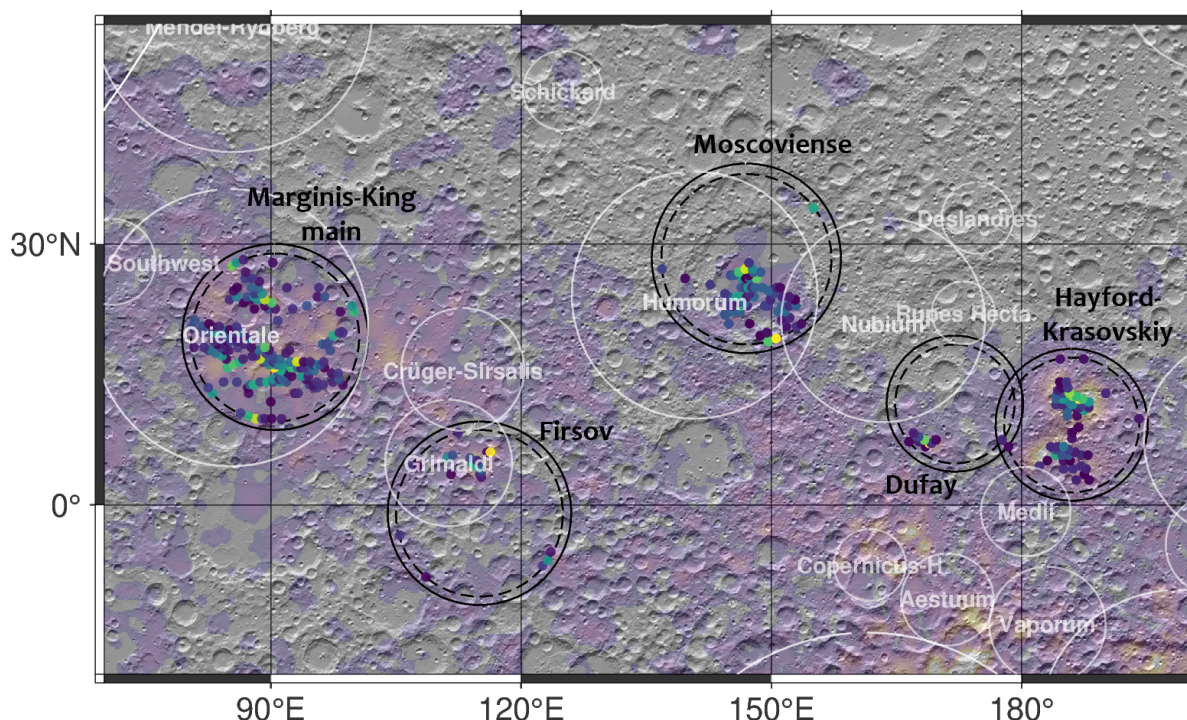 Mendel-Rydberg
Schickard
Moscoviense
Marginis-King
main
Deslandres
30°N
Southwest
Hayford-
Krasovskiy
Humorum
Rupes Recta
Nubium
Orientale
Crüger-Sirsalis
Firsov
Grimaldi
Dufay
0°
Medii
Copernicus-H
Aestuum
Vaporum
90°E
120°E
150°E
180°